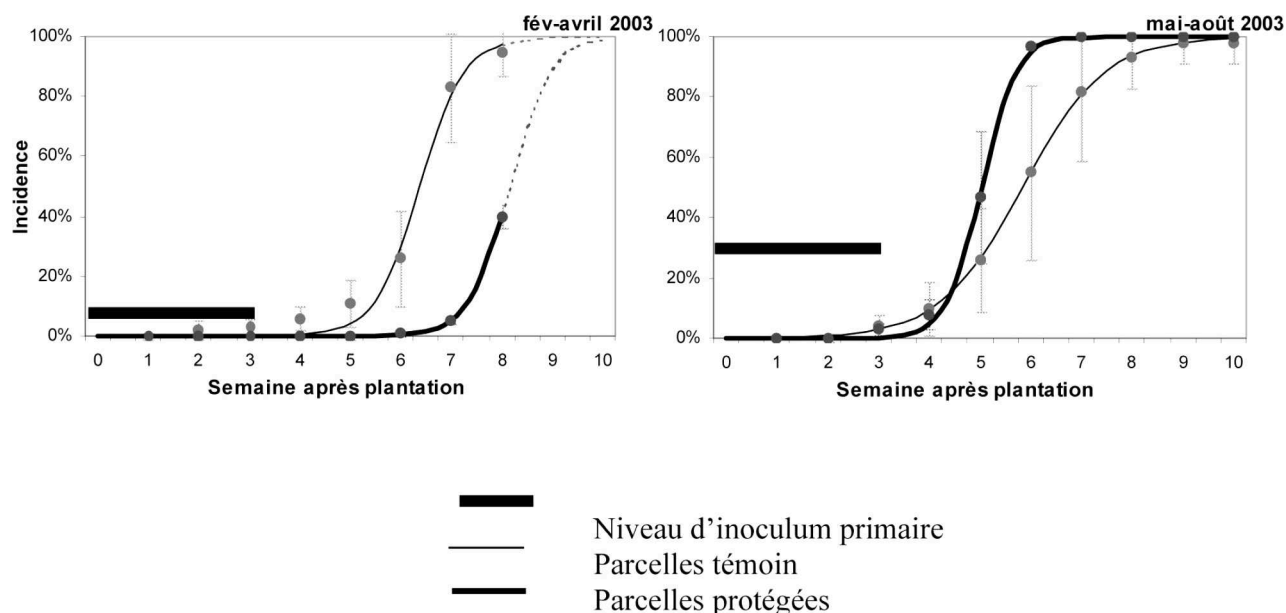 fév-avril 2003
100%
80%
60%
40%
20%
0%
Incidence
0 1 2 3 4 5 6 7 8 9 10
Semaine après plantation
mai-août 2003
100%
80%
60%
40%
20%
0%
0 1 2 3 4 5 6 7 8 9 10
Semaine après plantation
Niveau d'inoculum primaire
Parcelles témoin
Parcelles protégées